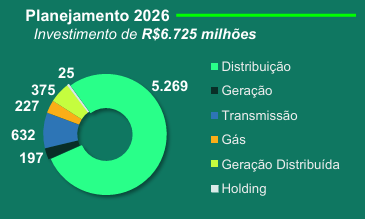 Planejamento 2026
Investimento de R$6.725 milhões
25
375
5.269
227
632
197
Distribuição
Geração
Transmissão
Gás
Geração Distribuída
Holding